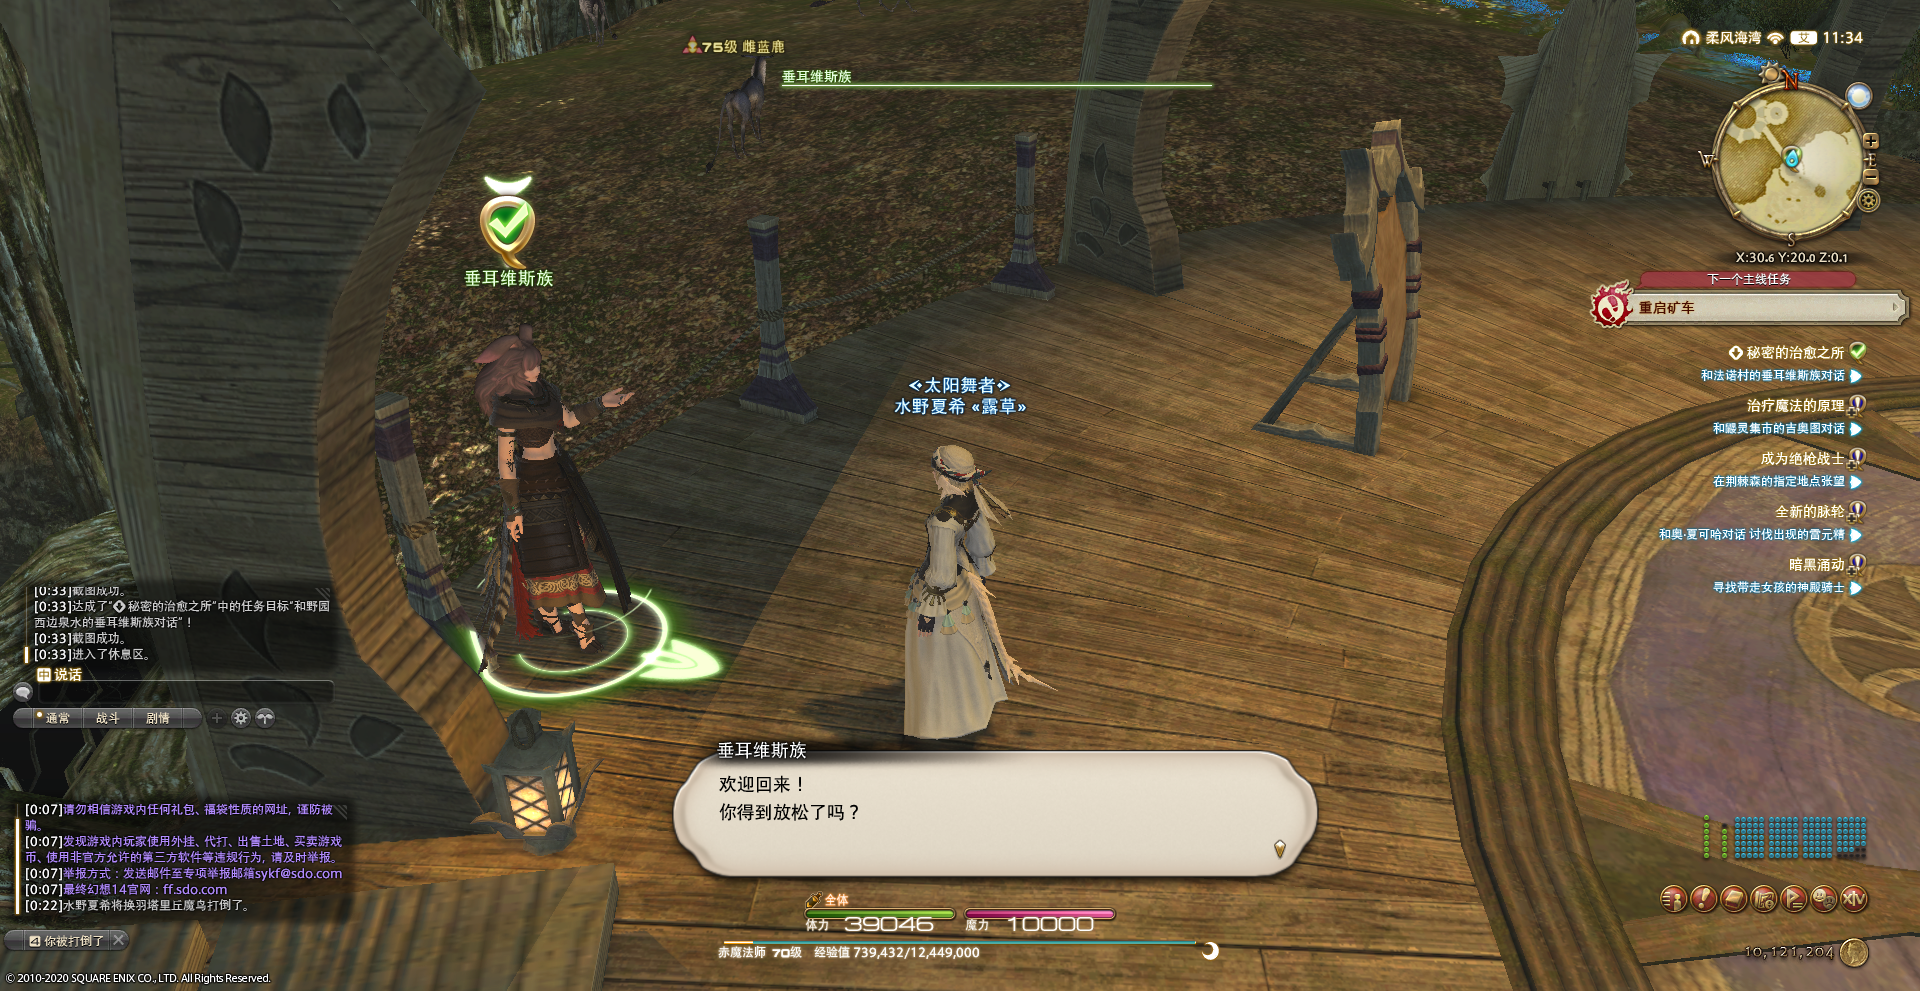 75级 雌蓝鹿
垂耳维斯族
柔风海湾 艾 11:34
N
W
E
S
X:30.6 Y:20.0 Z:0.1
下一个主线任务
重启矿车
秘密的治愈之所
和法诺村的垂耳维斯族对话
治疗魔法的原理
和鼹灵集市的吉奥图对话
成为绝枪战士
在荆棘森的指定地点张望
全新的脉轮
和奥·夏可哈对话 讨伐出现的雷元精
暗黑涌动
寻找带走女孩的神殿骑士
垂耳维斯族
太阳舞者
水野夏希 «露草»
[0:33]截图成功。
[0:33]达成了“秘密的治愈之所”中的任务目标“和野园
西边泉水的垂耳维斯族对话”！
[0:33]截图成功。
[0:33]进入了休息区。
说话
通常 战斗 剧情
垂耳维斯族
欢迎回来！
你得到放松了吗？
[0:07]请勿相信游戏内任何礼包、福袋性质的网址，谨防被
骗。
[0:07]发现游戏内玩家使用外挂、代打、出售土地、买卖游戏
币、使用非官方允许的第三方软件等违规行为，请及时举报。
[0:07]举报方式：发送邮件至专项举报邮箱sykf@sdo.com
[0:07]最终幻想14官网：ff.sdo.com
[0:22]水野夏希将换羽塔里丘魔鸟打倒了。
4 你被打倒了
全体
体力 39046 魔力 10000
赤魔法师 70级 经验值 739,432/12,449,000
XIV
10,121,204
© 2010-2020 SQUARE ENIX CO., LTD. All Rights Reserved.